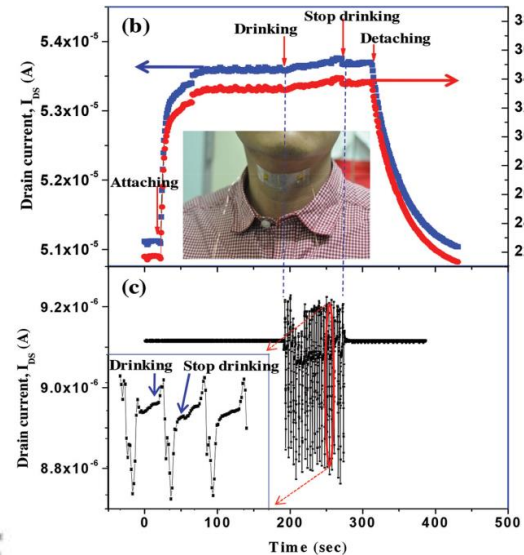 (b)
Drinking
Stop drinking
Detaching
Attaching
Drain current, I_DS (A)
5.4x10⁻⁵
5.3x10⁻⁵
5.2x10⁻⁵
5.1x10⁻⁵
3
3
3
3
3
2
2
2
(c)
Drinking
Stop drinking
Drain current, I_DS (A)
9.2x10⁻⁶
9.0x10⁻⁶
8.8x10⁻⁶
0 100 200 300 400 500
Time (sec)